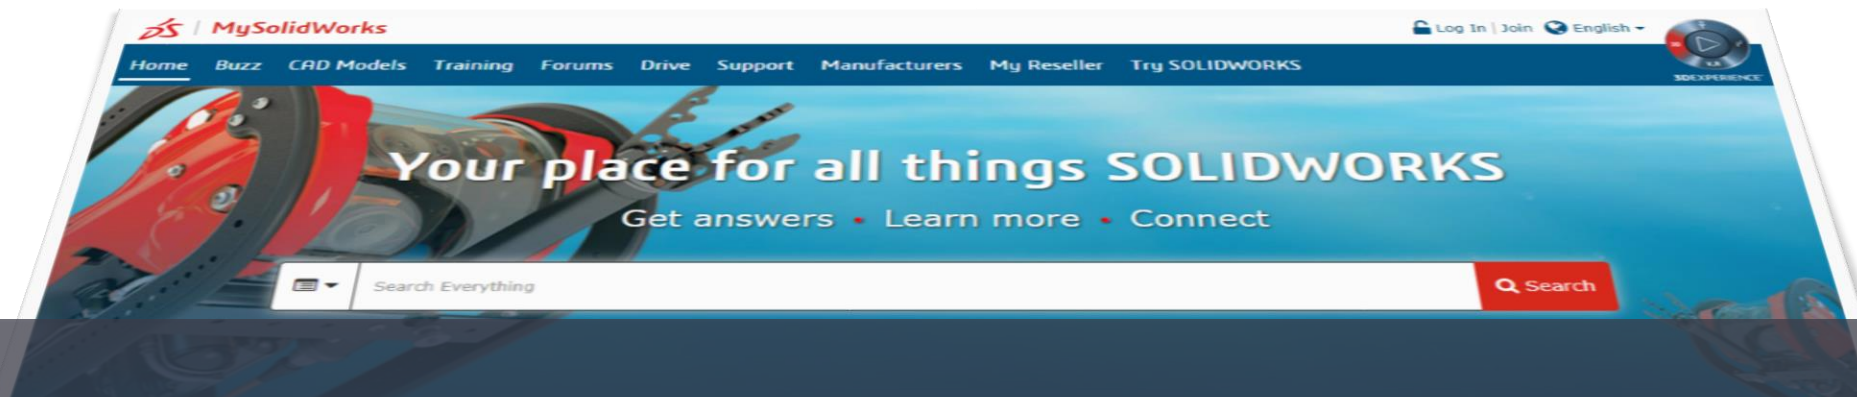 MySolidWorks
Log In | Join English
Home Buzz CAD Models Training Forums Drive Support Manufacturers My Reseller Try SOLIDWORKS
3DEXPERIENCE
Your place for all things SOLIDWORKS
Get answers • Learn more • Connect
Search Everything
Search